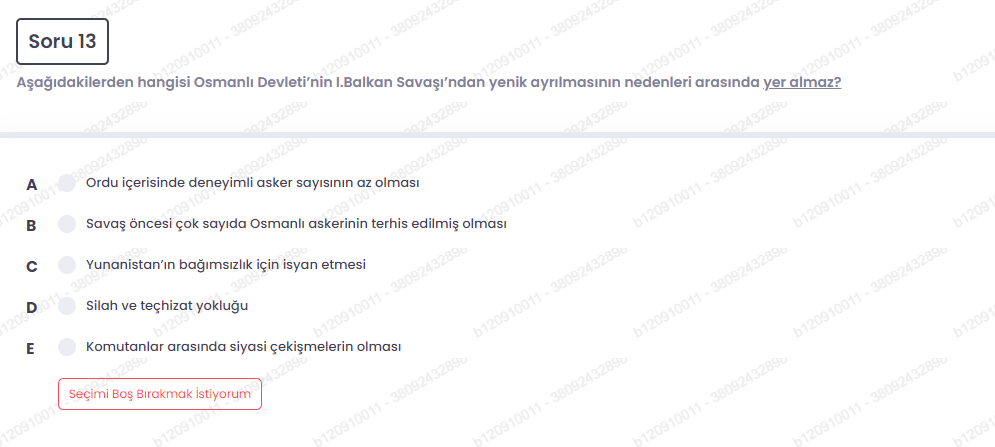 Soru 13
Aşağıdakilerden hangisi Osmanlı Devleti'nin I.Balkan Savaşı'ndan yenik ayrılmasının nedenleri arasında yer almaz?
A Ordu içerisinde deneyimli asker sayısının az olması
B Savaş öncesi çok sayıda Osmanlı askerinin terhis edilmiş olması
C Yunanistan'ın bağımsızlık için isyan etmesi
D Silah ve teçhizat yokluğu
E Komutanlar arasında siyasi çekişmelerin olması
Seçimi Boş Bırakmak İstiyorum